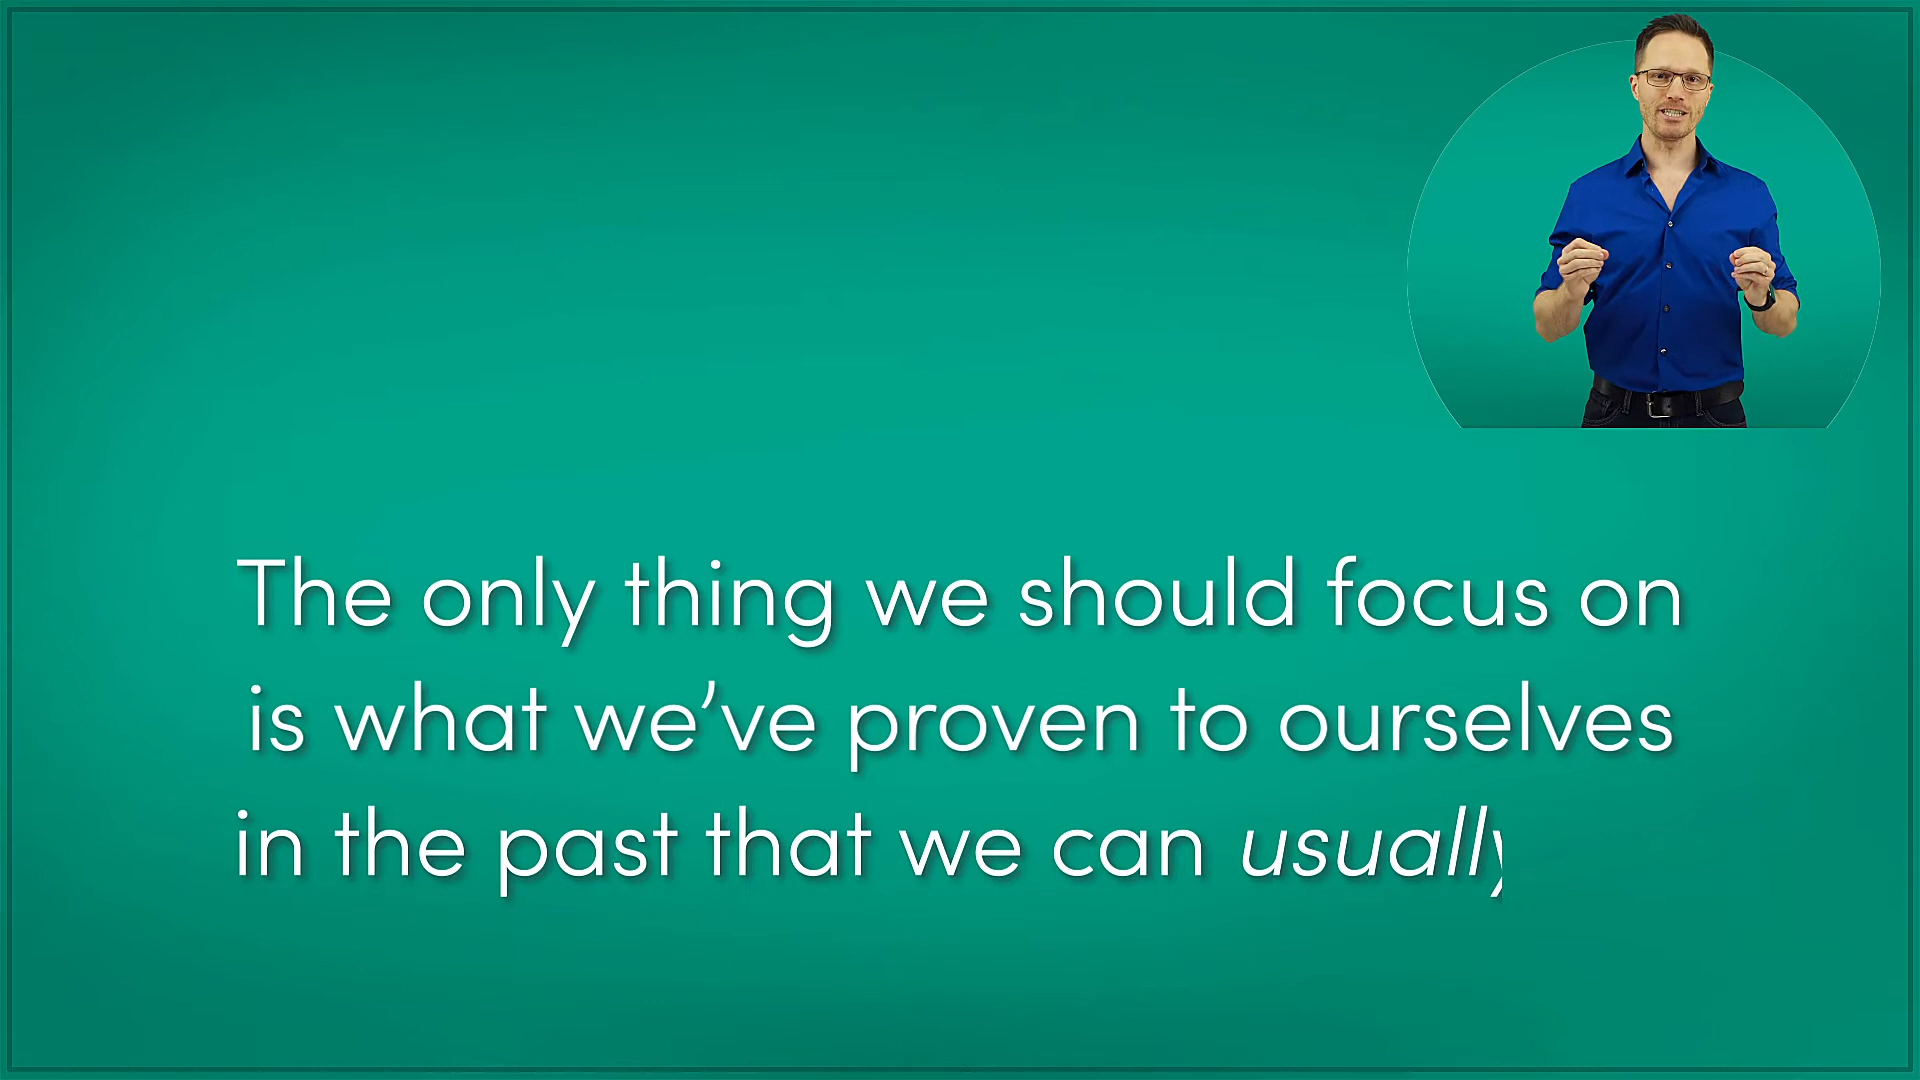 The only thing we should focus on
is what we’ve proven to ourselves
in the past that we can usually